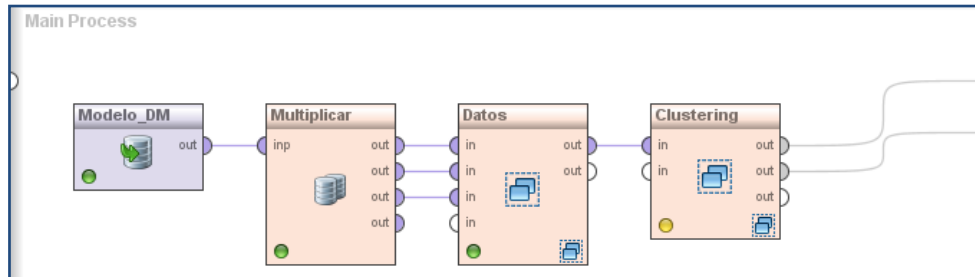 Main Process
Modelo_DM
out
Multiplicar
inp
out
out
out
out
Datos
in
in
in
in
out
out
Clustering
in
in
out
out
out